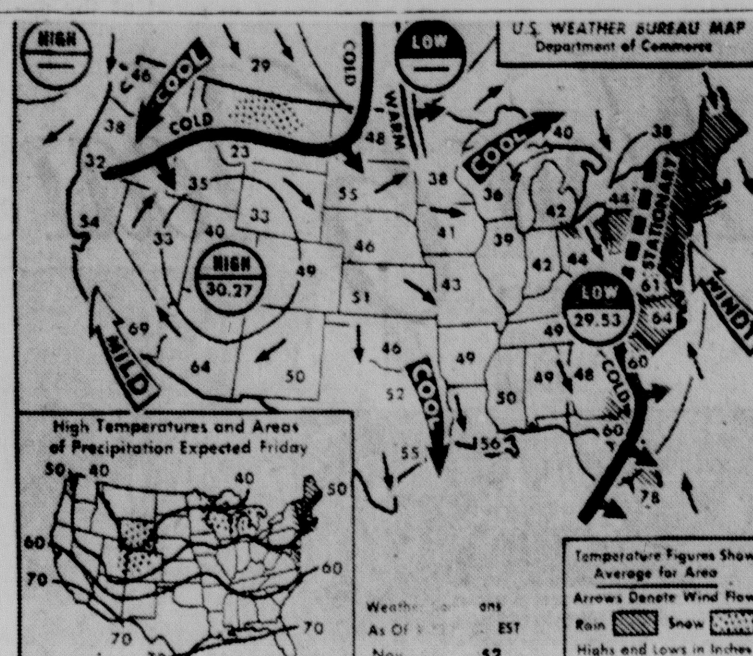 U.S. WEATHER BUREAU MAP
Department of Commerce
HIGH
LOW
COLD
46
COOL
29
38
COLD
48
WARM
COOL
40
38
32
23
35
55
38
36
44
STATIONARY
54
33
33
40
46
41
39
42
42
44
HIGH
30.27
49
51
43
LOW
29.53
61
64
WINDY
69
MILD
64
50
46
49
49
60
52
COOL
50
49
48
COLD
55
56
60
78
High Temperatures and Areas
of Precipitation Expected Friday
50
40
40
50
60
70
60
70
70
Temperature Figures Show
Average for Area
Arrows Denote Wind Flow
Rain
Snow
Highs and Lows in Inches
As Of
EST